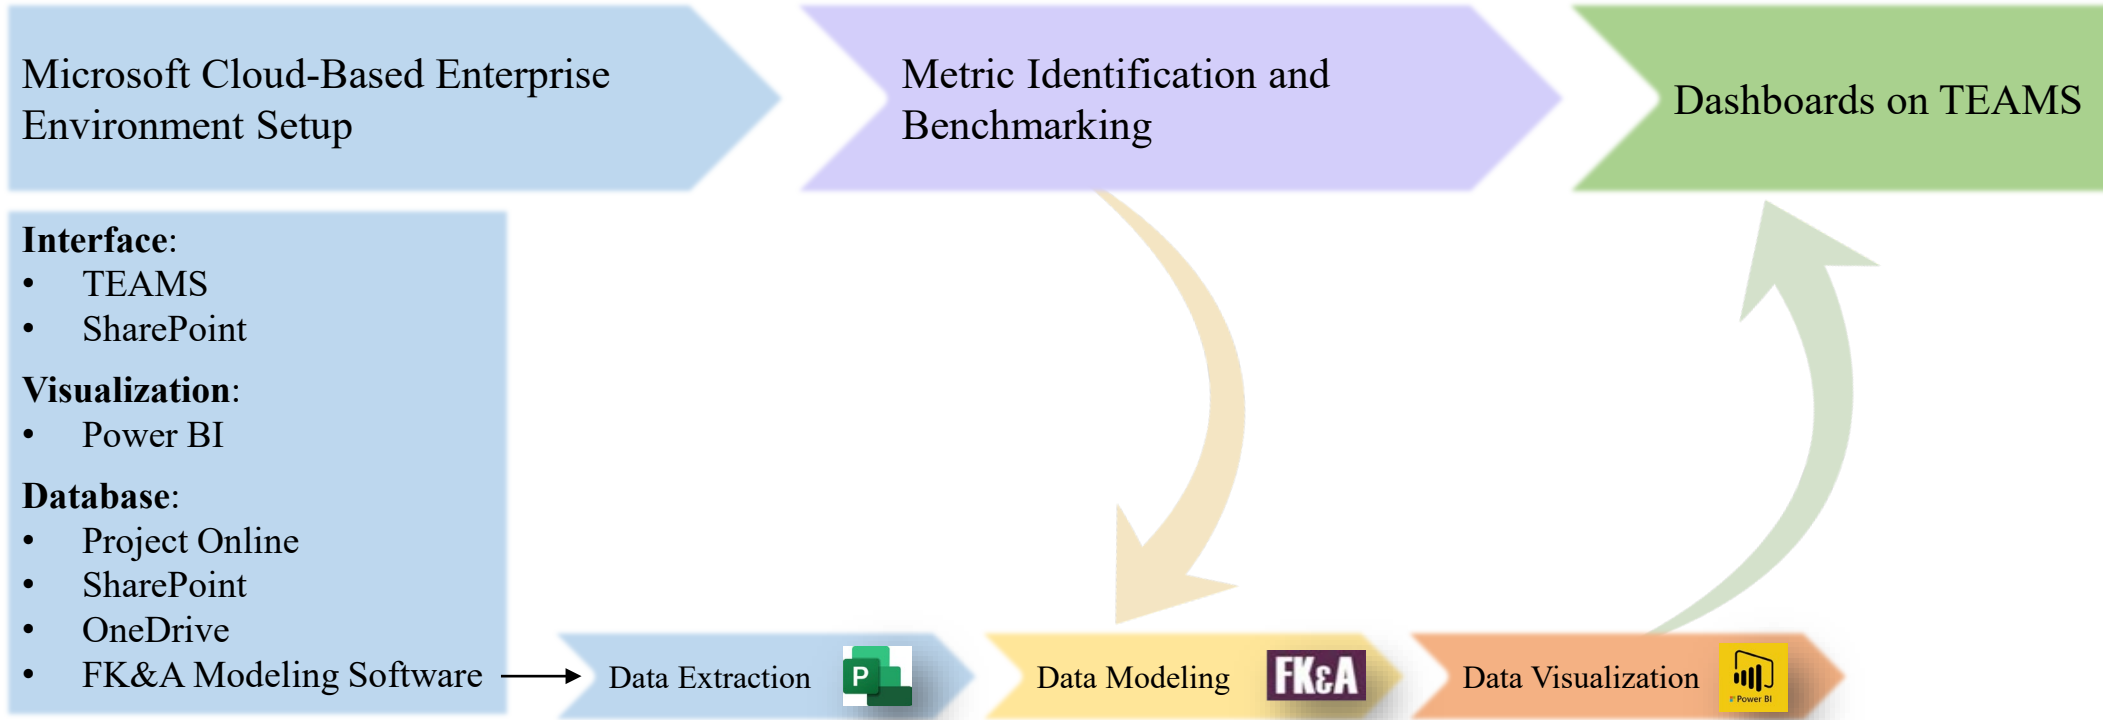 Microsoft Cloud-Based Enterprise
Environment Setup
Metric Identification and
Benchmarking
Dashboards on TEAMS
Interface:
• TEAMS
• SharePoint
Visualization:
• Power BI
Database:
• Project Online
• SharePoint
• OneDrive
• FK&A Modeling Software
Data Extraction
P
Data Modeling
FK&A
Data Visualization
Power BI